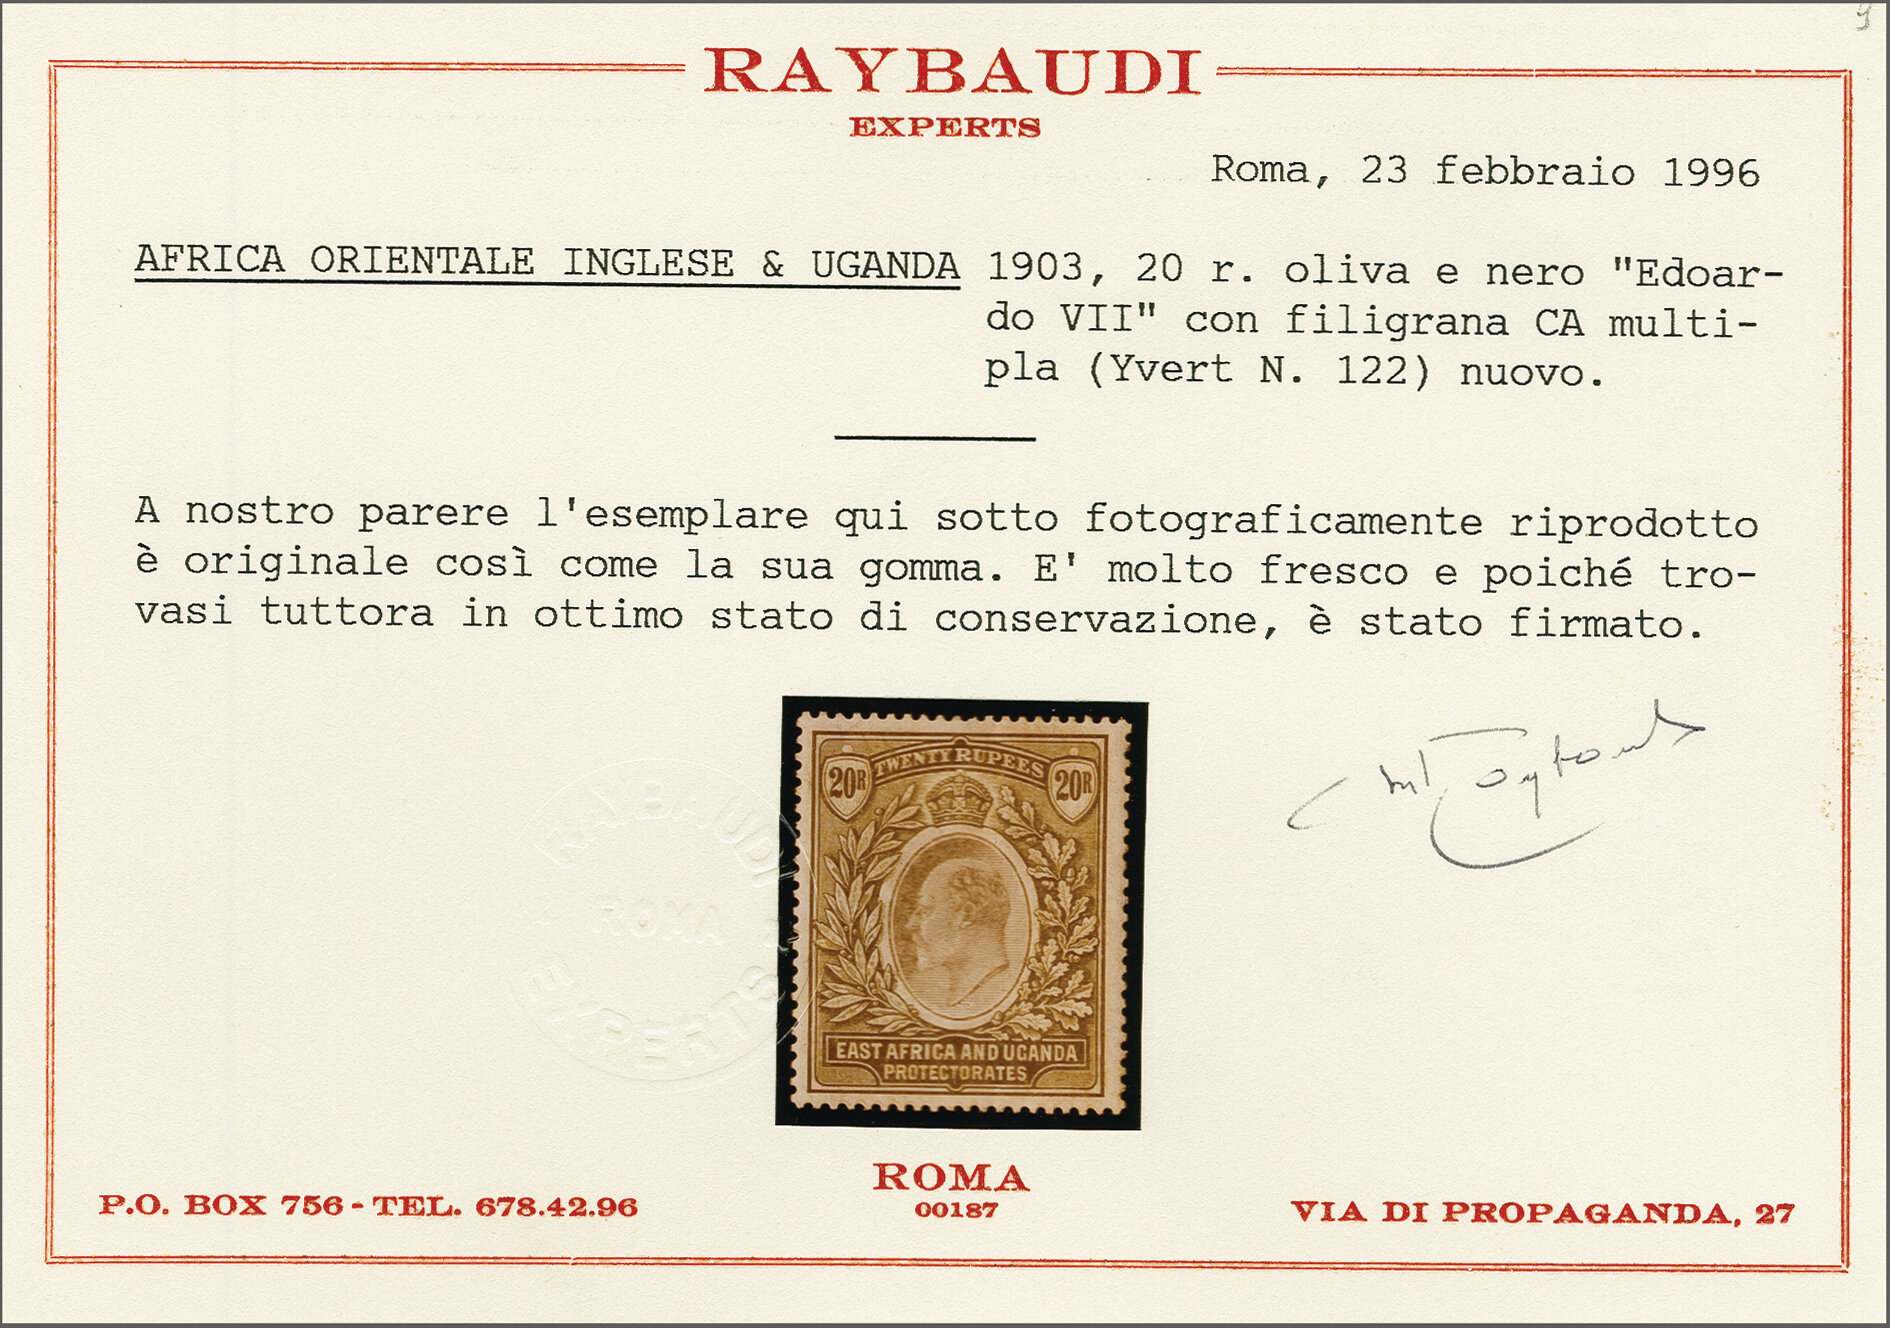 RAYBAUDI
EXPERTS
Roma, 23 febbraio 1996
AFRICA ORIENTALE INGLESE & UGANDA 1903, 20 r. oliva e nero "Edoar-
do VII" con filigrana CA multi-
pla (Yvert N. 122) nuovo.
A nostro parere l'esemplare qui sotto fotograficamente riprodotto
è originale così come la sua gomma. E' molto fresco e poiché tro-
vasi tuttora in ottimo stato di conservazione, è stato firmato.
TWENTY RUPEES
20R 20R
EAST AFRICA AND UGANDA
PROTECTORATES
RAYBAUDI
ROMA
EXPERTS
ROMA
00187
P.O. BOX 756 - TEL. 678.42.96
VIA DI PROPAGANDA, 27